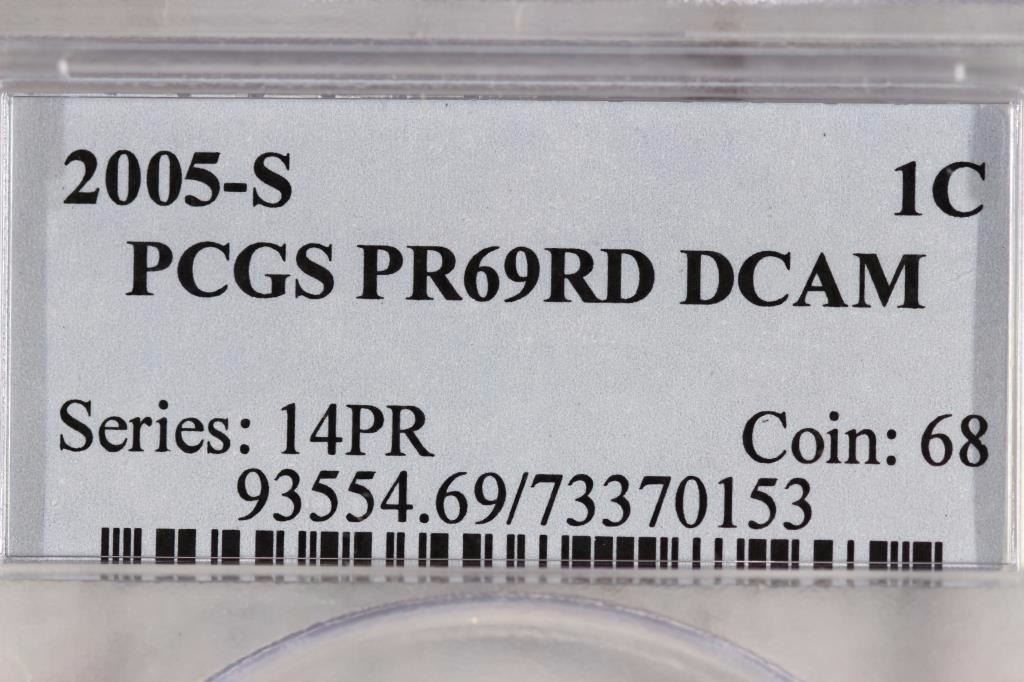 2005-S 1C
PCGS PR69RD DCAM
Series: 14PR Coin: 68
93554.69/73370153